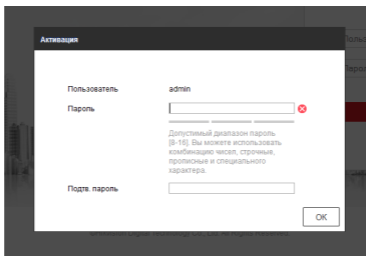 Активация
Пользователь admin
Пароль
Допустимый диапазон пароль
[8-16]. Вы можете использовать
комбинацию чисел, строчные,
прописные и специального
характера.
Подтв. пароль
OK